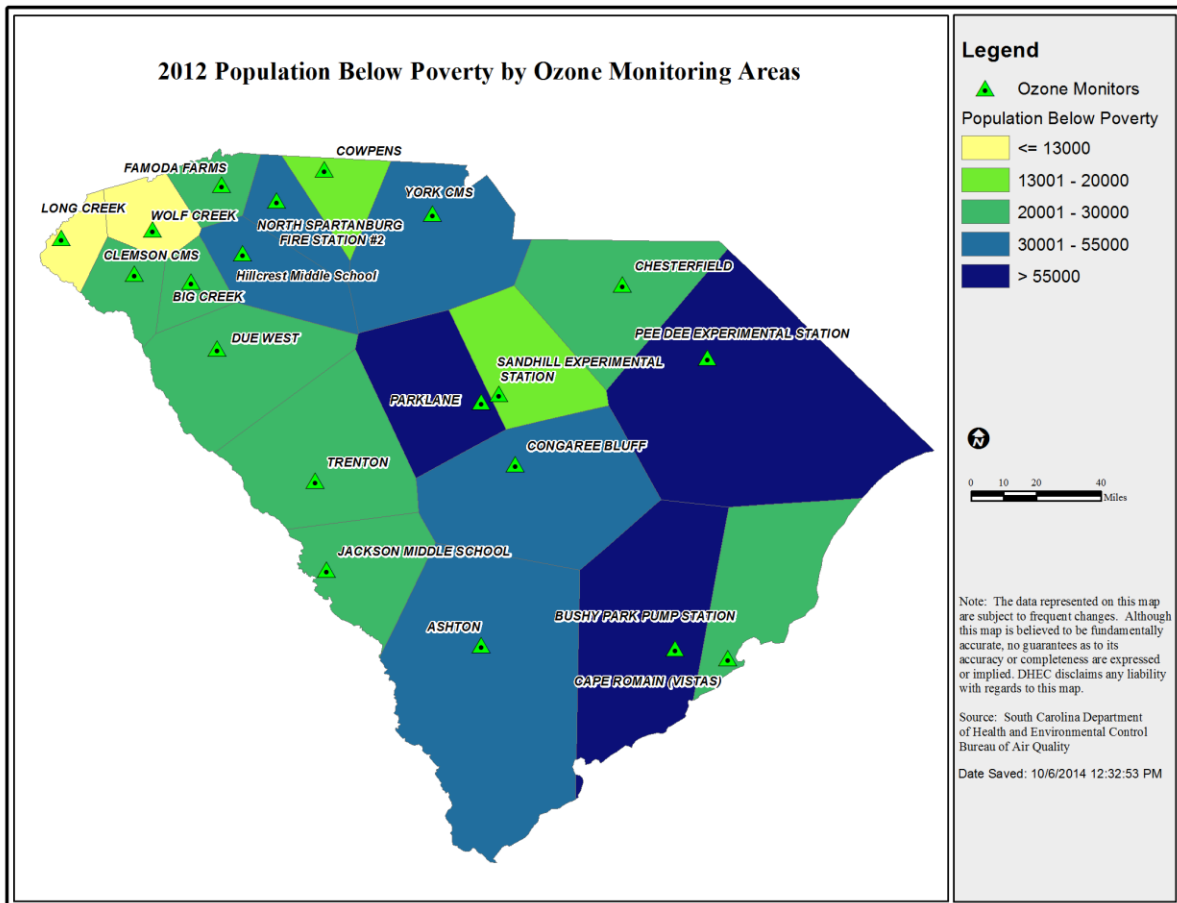 2012 Population Below Poverty by Ozone Monitoring Areas
COWPENS
FAMODA FARMS
YORK CMS
LONG CREEK
WOLF CREEK
NORTH SPARTANBURG
FIRE STATION #2
CLEMSON CMS
Hillcrest Middle School
BIG CREEK
CHESTERFIELD
DUE WEST
PEE DEE EXPERIMENTAL STATION
SANDHILL EXPERIMENTAL
STATION
PARKLANE
CONGAREE BLUFF
TRENTON
JACKSON MIDDLE SCHOOL
BUSHY PARK PUMP STATION
ASHTON
CAPE ROMAIN (VISTAS)
Legend
Ozone Monitors
Population Below Poverty
<= 13000
13001 - 20000
20001 - 30000
30001 - 55000
> 55000
N
0 10 20 40
Miles
Note: The data represented on this map
are subject to frequent changes. Although
this map is believed to be fundamentally
accurate, no guarantees as to its
accuracy or completeness are expressed
or implied. DHEC disclaims any liability
with regards to this map.
Source: South Carolina Department
of Health and Environmental Control
Bureau of Air Quality
Date Saved: 10/6/2014 12:32:53 PM